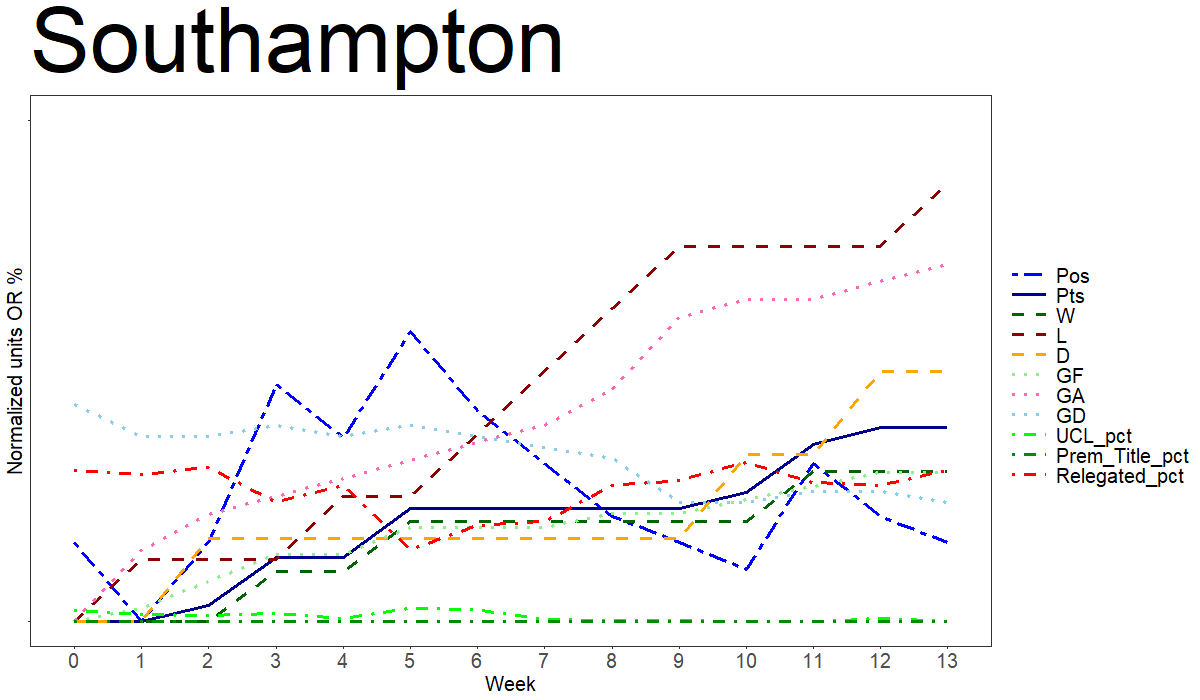 Southampton
Normalized units OR %
Pos
Pts
W
L
D
GF
GA
GD
UCL_pct
Prem_Title_pct
Relegated_pct
0 1 2 3 4 5 6 7 8 9 10 11 12 13
Week